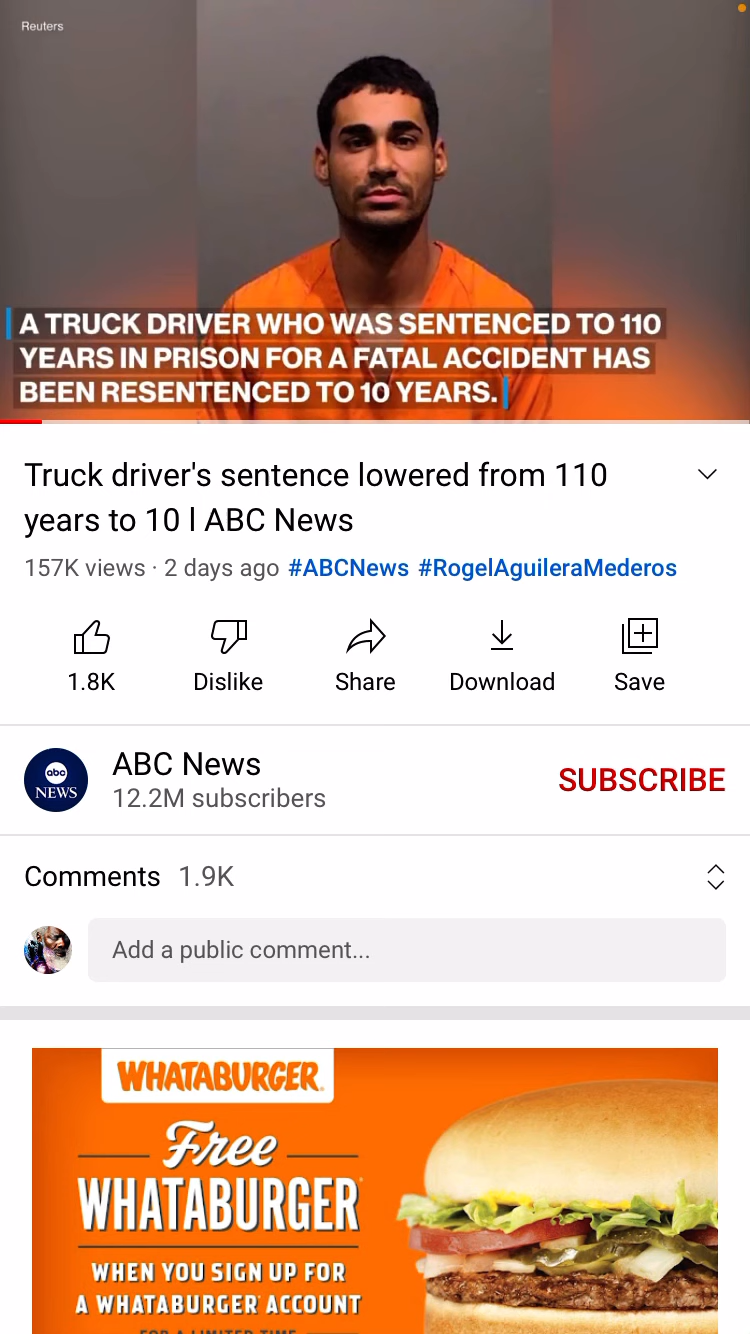 Reuters
A TRUCK DRIVER WHO WAS SENTENCED TO 110
YEARS IN PRISON FOR A FATAL ACCIDENT HAS
BEEN RESENTENCED TO 10 YEARS.
Truck driver's sentence lowered from 110
years to 10 l ABC News
157K views · 2 days ago #ABCNews #RogelAguileraMederos
1.8K
Dislike
Share
Download
Save
abc
NEWS
ABC News
12.2M subscribers
SUBSCRIBE
Comments 1.9K
Add a public comment...
WHATABURGER
Free
WHATABURGER
WHEN YOU SIGN UP FOR
A WHATABURGER ACCOUNT
FOR A LIMITED TIME